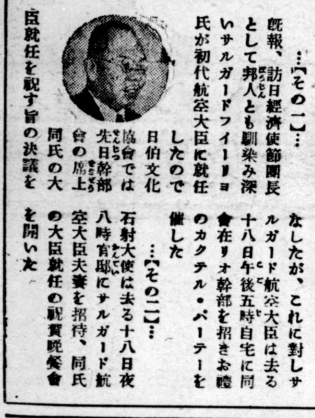 …【その一】…
既報、訪日經濟使節團長
として邦人とも馴染み深
いサルガードフイーリョ
氏が初代航空大臣に就任
したので
日伯文化
協會では
先日幹部
會の席上
同氏の大
臣就任を祝す旨の決議を
なしたが、これに對しサ
ルガード航空大臣は去る
十八日午後五時自宅に同
會在リオ幹部を招きお禮
のカクテル・パーテーを
催した
…【その二】…
石射大使は去る十八日夜
八時官邸にサルガード航
空大臣夫妻を招待、同氏
の大臣就任の祝賀晩餐會
を開いた